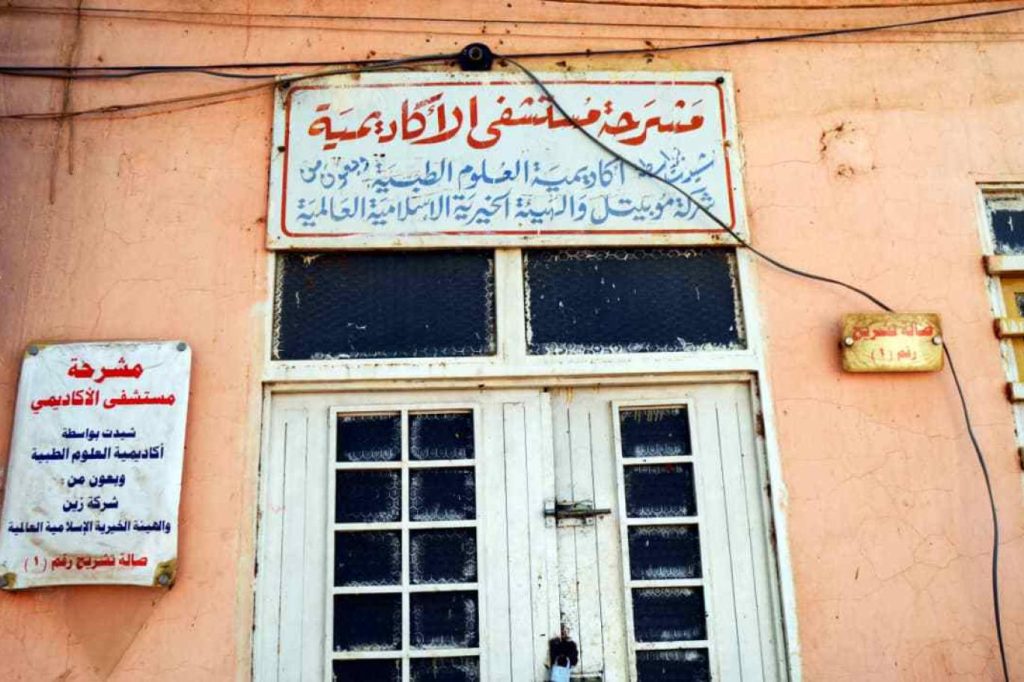 مشرحة مستشفى الأكاديمية
شيدت بواسطة أكاديمية العلوم الطبية وبعون من
شركة موبيتل والهيئة الخيرية الاسلامية العالمية
صالة تشريح
رقم (١)
مشرحة
مستشفى الأكاديمي
شيدت بواسطة
أكاديمية العلوم الطبية
وبعون من
شركة زين
والهيئة الخيرية الإسلامية العالمية
صالة تشريح رقم (١)